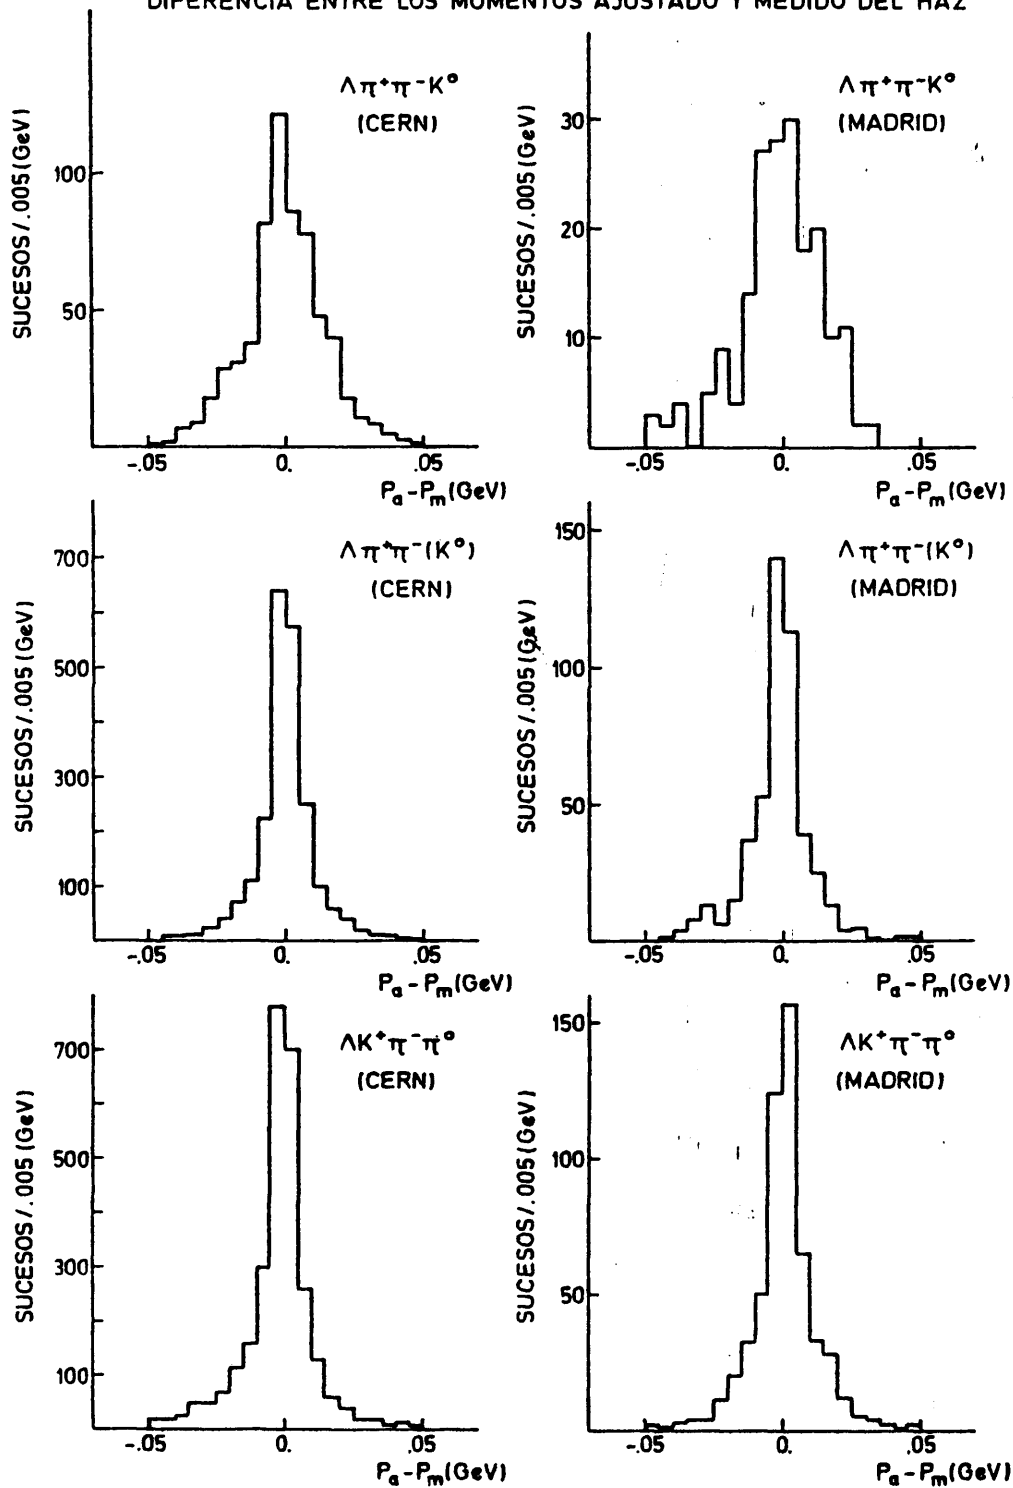 DIFERENCIA ENTRE LOS MOMENTOS AJUSTADO Y MEDIDO DEL HAZ
Λπ⁺π⁻K°
(CERN)
SUCESOS/.005(GeV)
100
50
-.05
0.
.05
Pₐ-Pₘ(GeV)
Λπ⁺π⁻K°
(MADRID)
SUCESOS/.005(GeV)
30
20
10
-.05
0.
.05
Pₐ-Pₘ(GeV)
Λπ⁺π⁻(K°)
(CERN)
SUCESOS/.005(GeV)
700
500
300
100
-.05
0.
.05
Pₐ-Pₘ(GeV)
Λπ⁺π⁻(K°)
(MADRID)
SUCESOS/.005(GeV)
150
100
50
-.05
0.
.05
Pₐ-Pₘ(GeV)
ΛK⁺π⁻π°
(CERN)
SUCESOS/.005(GeV)
700
500
300
100
-.05
0.
.05
Pₐ-Pₘ(GeV)
ΛK⁺π⁻π°
(MADRID)
SUCESOS/.005(GeV)
150
100
50
-.05
0.
.05
Pₐ-Pₘ(GeV)